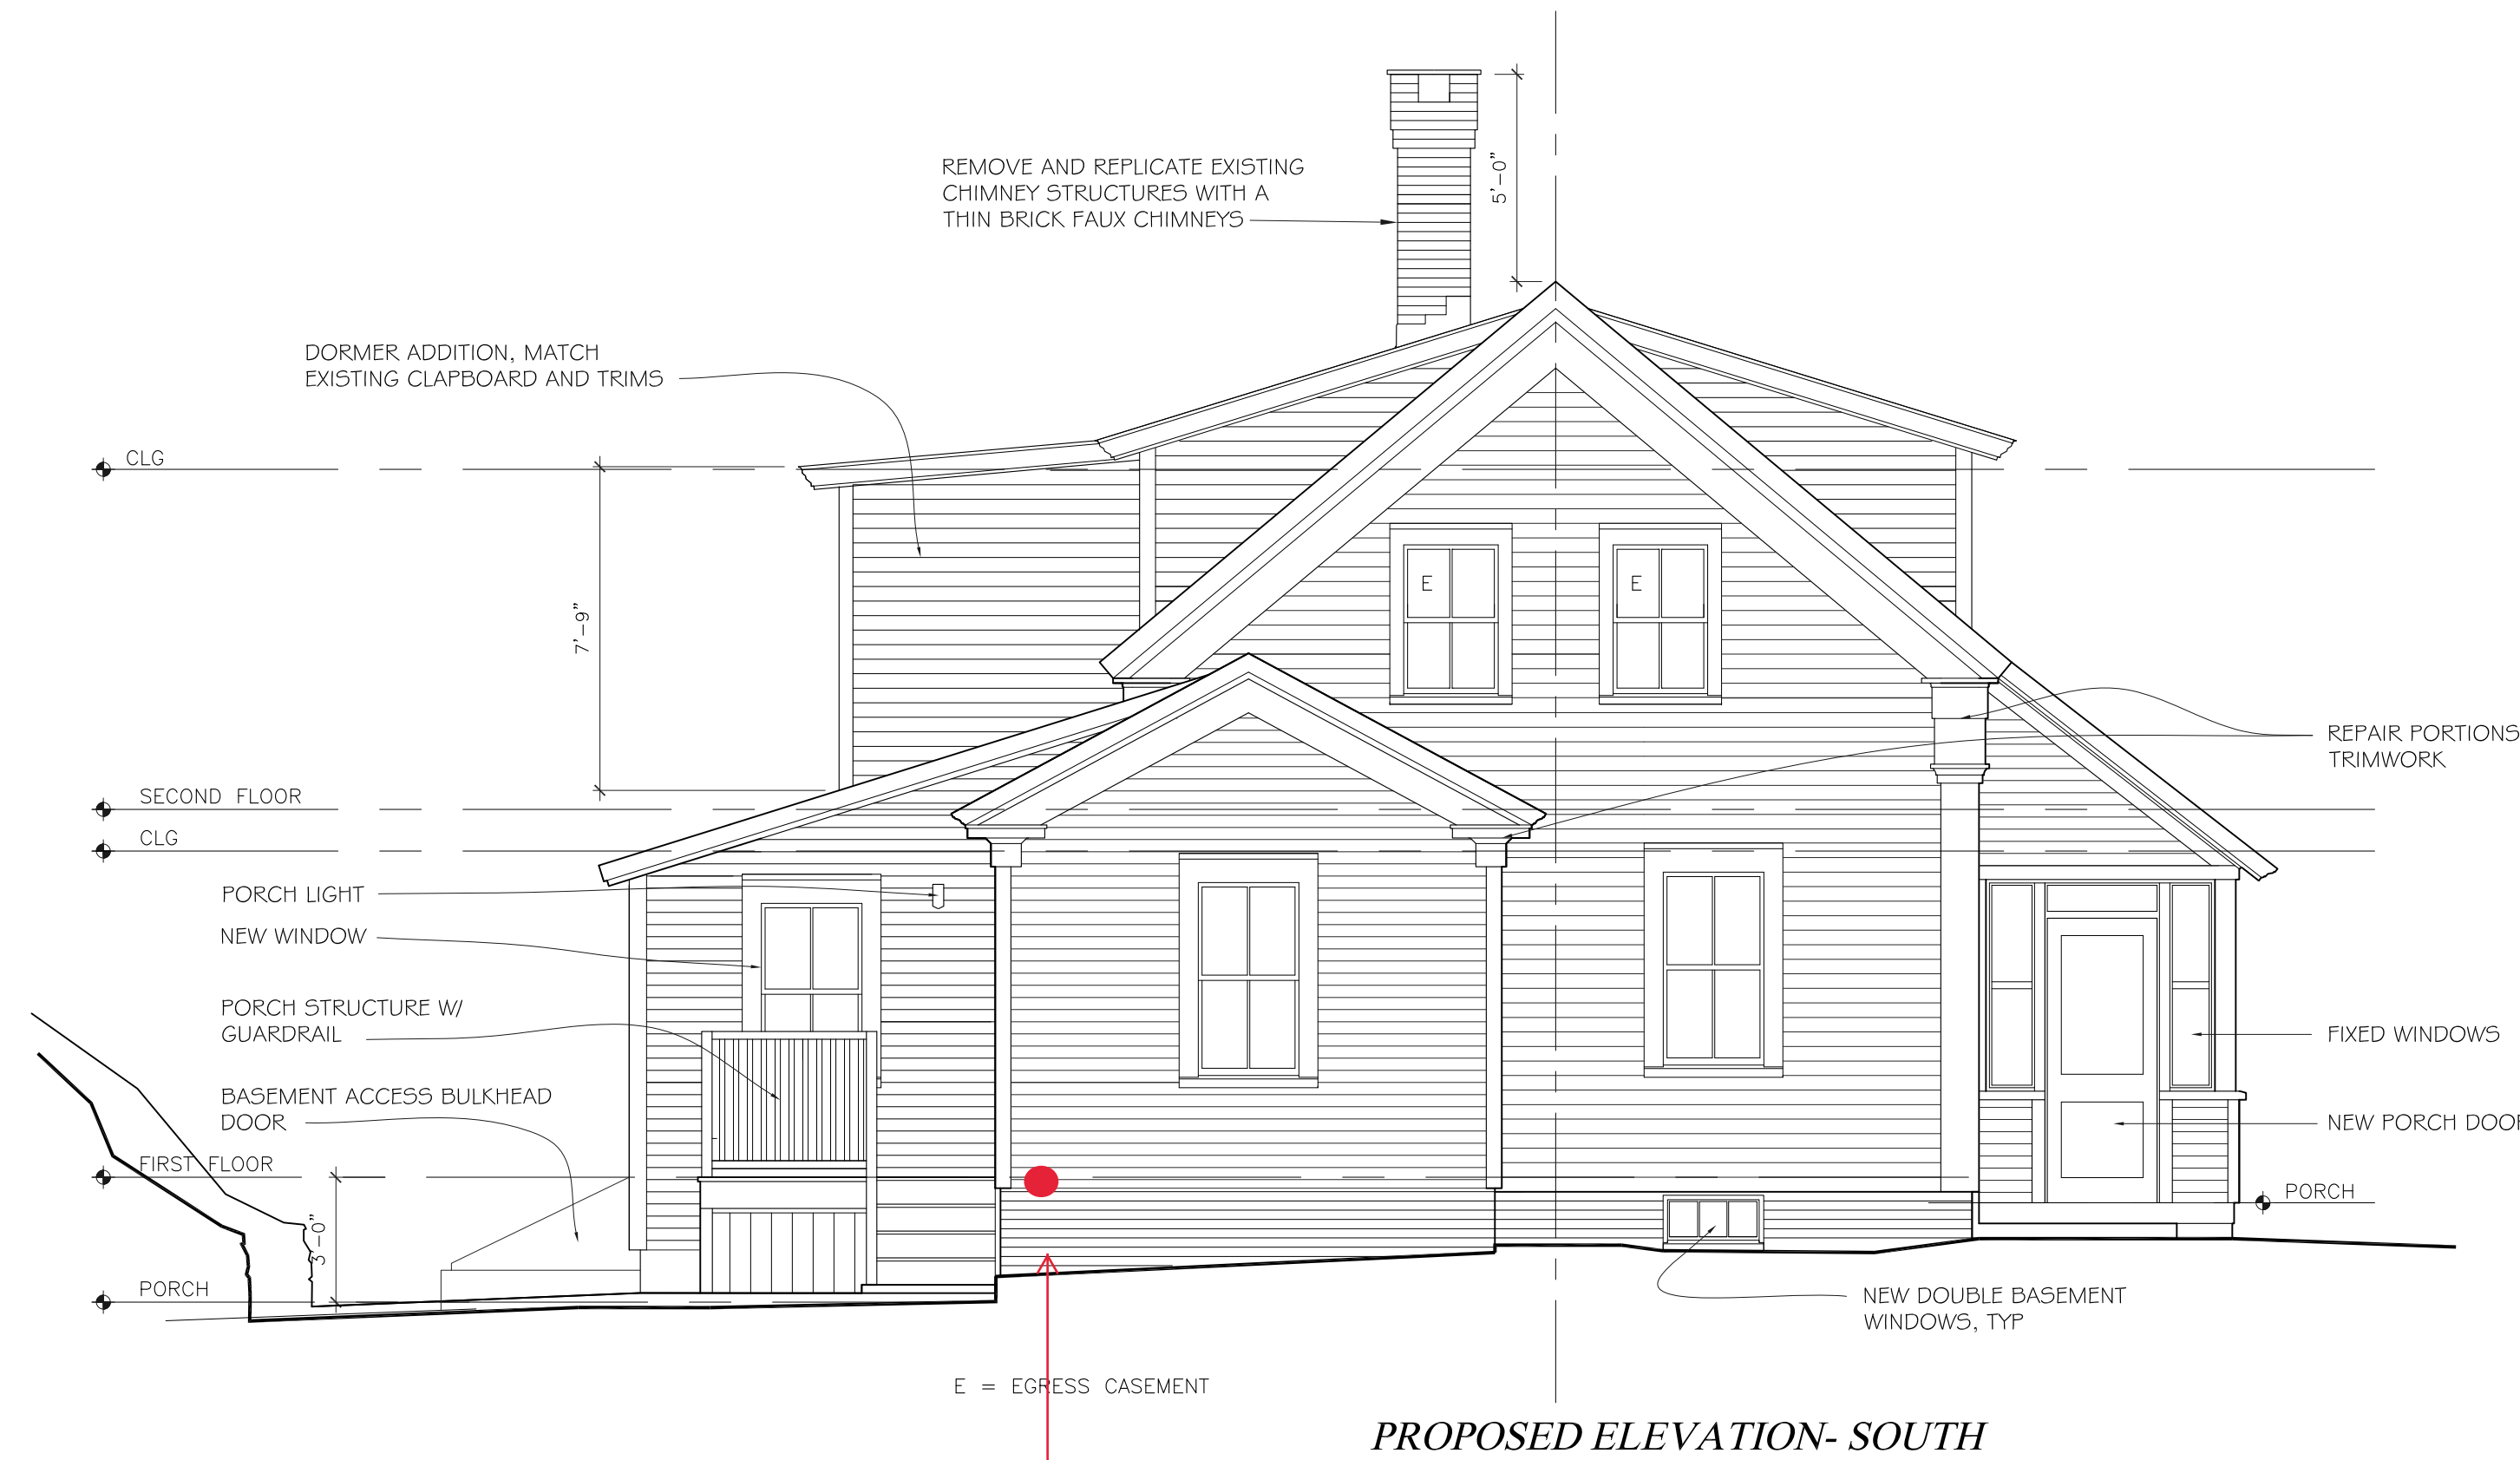 REMOVE AND REPLICATE EXISTING
CHIMNEY STRUCTURES WITH A
THIN BRICK FAUX CHIMNEYS
5'-0"
DORMER ADDITION, MATCH
EXISTING CLAPBOARD AND TRIMS
CLG
E
E
7'-9"
REPAIR PORTIONS
TRIMWORK
SECOND FLOOR
CLG
PORCH LIGHT
NEW WINDOW
PORCH STRUCTURE W/
GUARDRAIL
FIXED WINDOWS
BASEMENT ACCESS BULKHEAD
DOOR
NEW PORCH DOOR
FIRST FLOOR
PORCH
3'-0"
PORCH
NEW DOUBLE BASEMENT
WINDOWS, TYP
E = EGRESS CASEMENT
PROPOSED ELEVATION- SOUTH